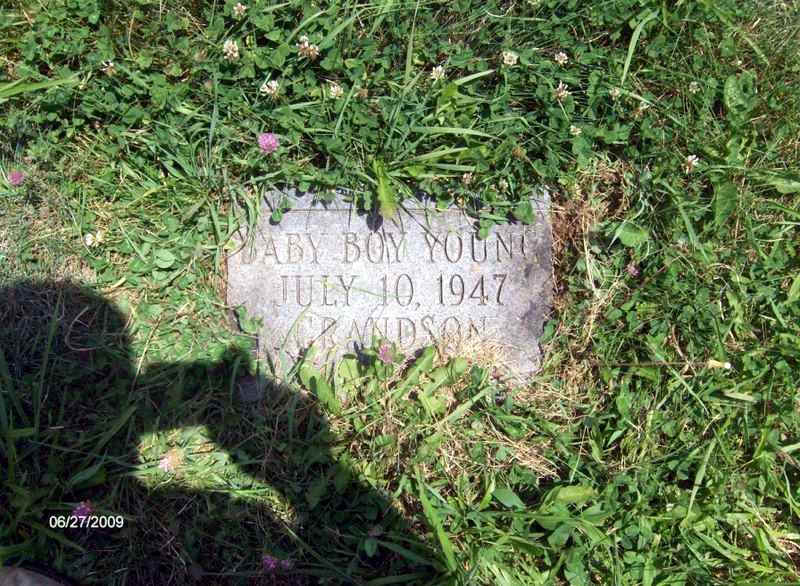 BABY BOY YOUNG
JULY 10, 1947
GRANDSON
06/27/2009